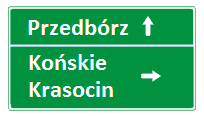 Przedbórz ↑
Końskie
Krasocin →